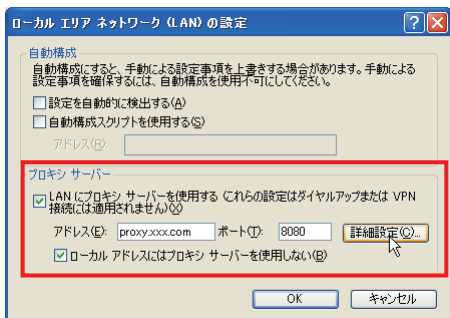 ローカル エリア ネットワーク (LAN) の設定
自動構成
自動構成にすると、手動による設定事項を上書きする場合があります。手動による
設定事項を確保するには、自動構成を使用不可にしてください。
設定を自動的に検出する(A)
自動構成スクリプトを使用する(S)
アドレス(R):
プロキシ サーバー
LAN にプロキシ サーバーを使用する (これらの設定はダイヤルアップまたは VPN
接続には適用されません)(X)
アドレス(E): proxy.xxx.com ポート(T): 8080 詳細設定(C)...
ローカル アドレスにはプロキシ サーバーを使用しない(B)
OK キャンセル